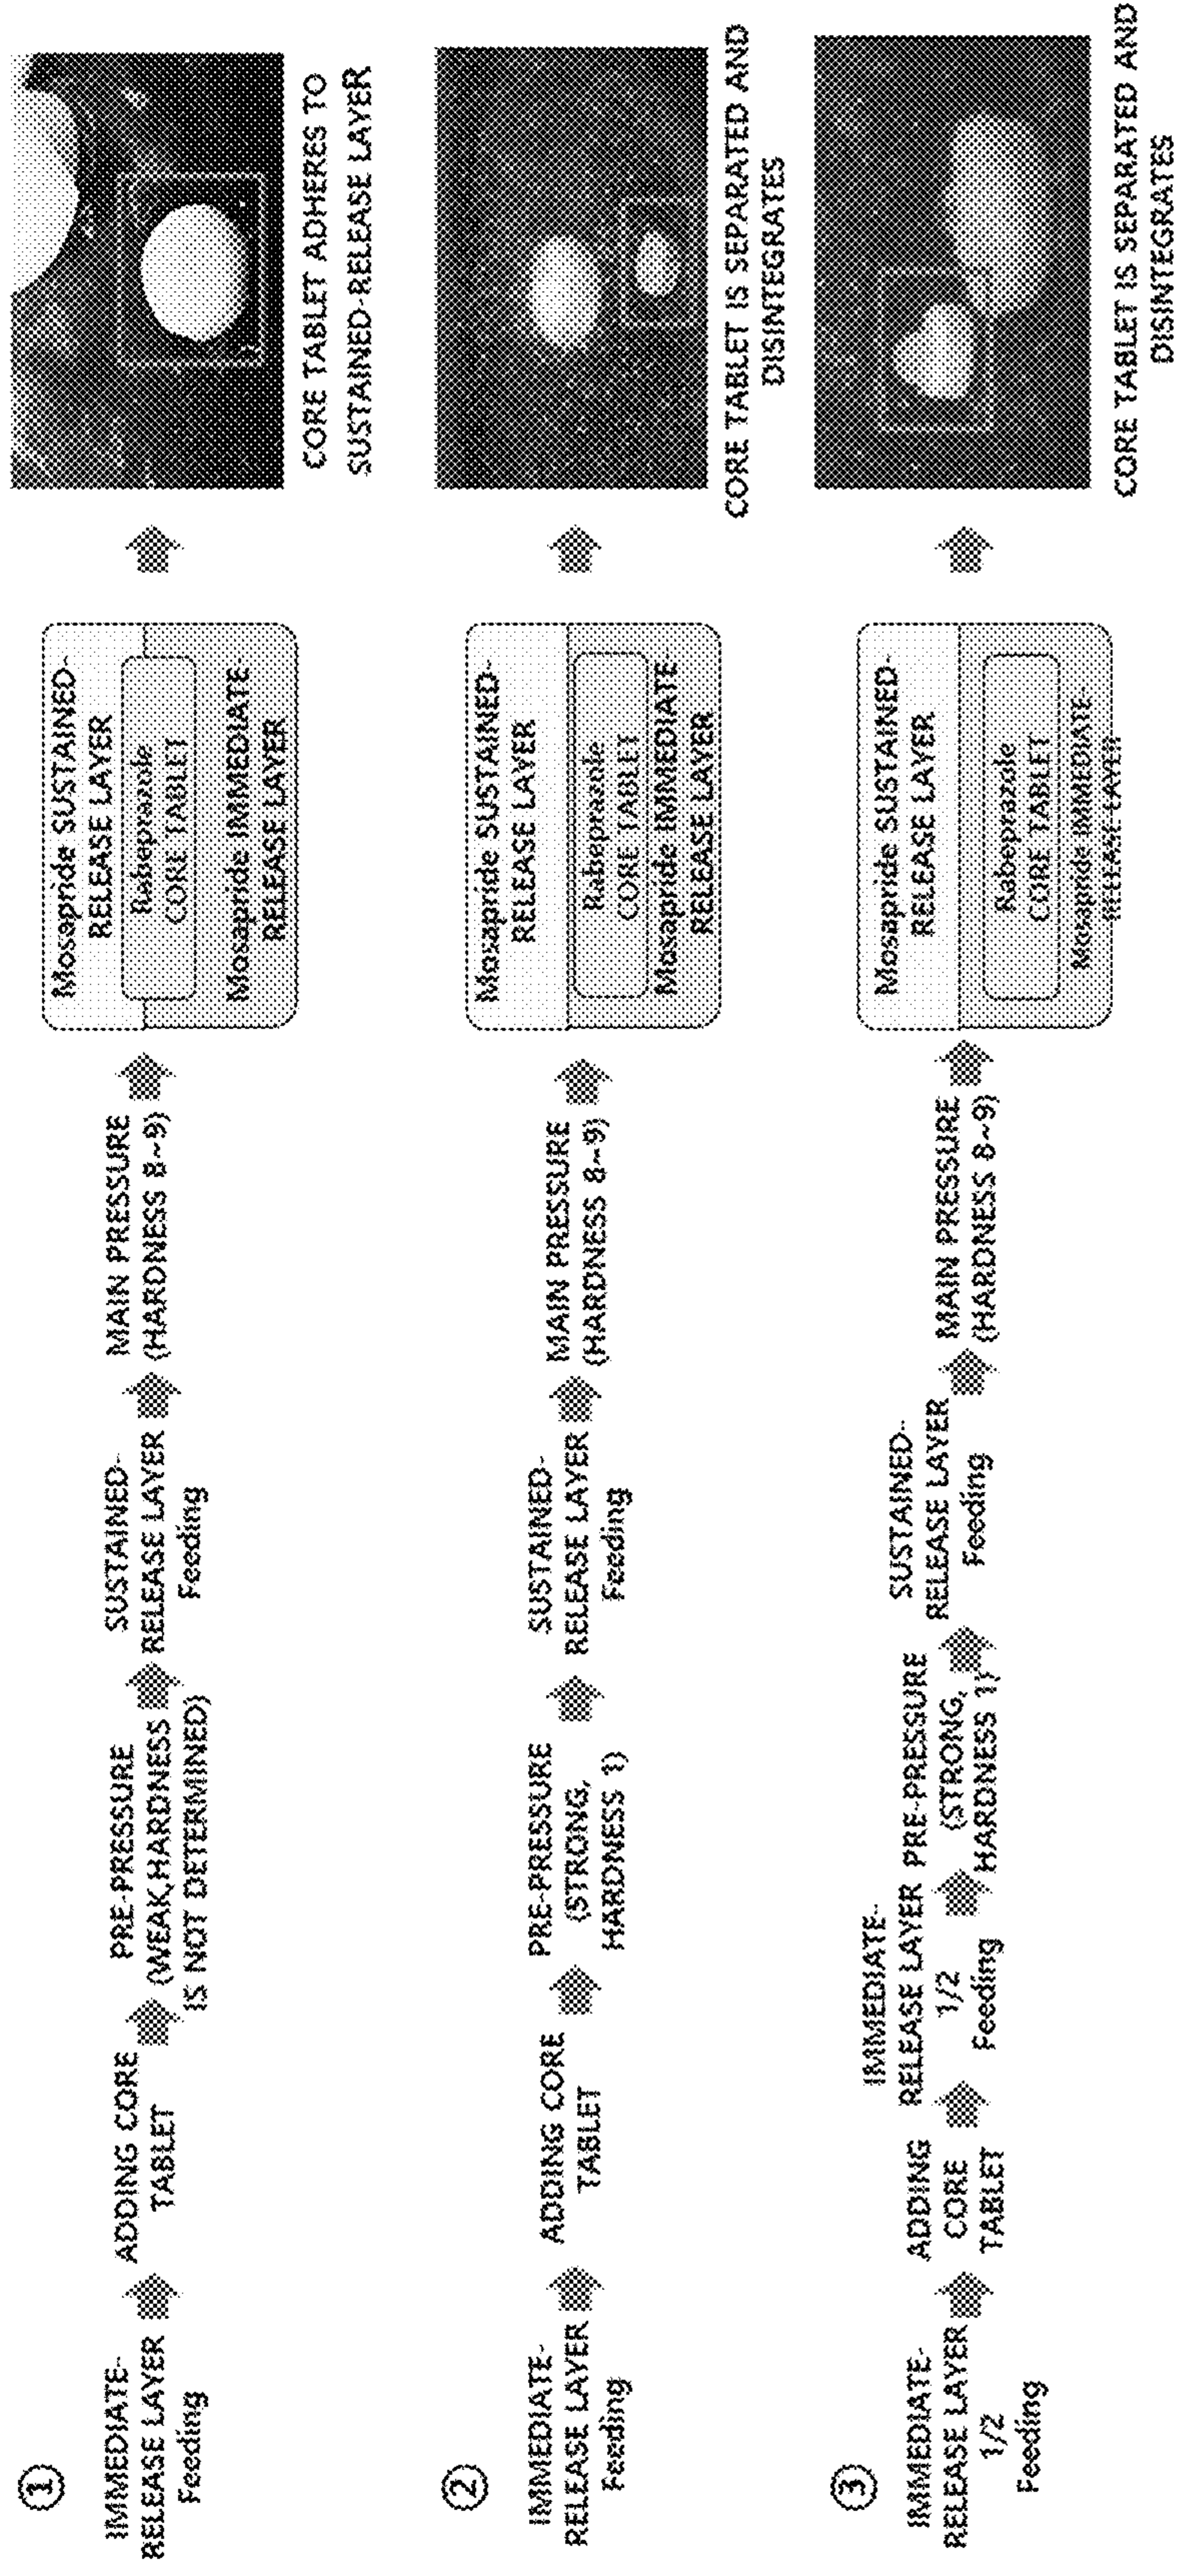 ①
IMMEDIATE-
RELEASE LAYER
Feeding
ADDING CORE
TABLET
PRE-PRESSURE
(WEAK,HARDNESS
IS NOT DETERMINED)
SUSTAINED-
RELEASE LAYER
Feeding
MAIN PRESSURE
(HARDNESS 8~9)
Mosapride SUSTAINED-
RELEASE LAYER
Rabeprazole
CORE TABLET
Mosapride IMMEDIATE
RELEASE LAYER
CORE TABLET ADHERES TO
SUSTAINED-RELEASE LAYER
②
IMMEDIATE-
RELEASE LAYER
Feeding
ADDING CORE
TABLET
PRE-PRESSURE
(STRONG,
HARDNESS 1)
SUSTAINED-
RELEASE LAYER
Feeding
MAIN PRESSURE
(HARDNESS 8~9)
Mosapride SUSTAINED-
RELEASE LAYER
Rabeprazole
CORE TABLET
Mosapride IMMEDIATE-
RELEASE LAYER
CORE TABLET IS SEPARATED AND
DISINTEGRATES
③
IMMEDIATE-
RELEASE LAYER
1/2
Feeding
ADDING
CORE
TABLET
IMMEDIATE-
RELEASE LAYER
1/2
Feeding
PRE-PRESSURE
(STRONG,
HARDNESS 1)
SUSTAINED-
RELEASE LAYER
Feeding
MAIN PRESSURE
(HARDNESS 8~9)
Mosapride SUSTAINED-
RELEASE LAYER
Rabeprazole
CORE TABLET
Mosapride IMMEDIATE-
RELEASE LAYER
CORE TABLET IS SEPARATED AND
DISINTEGRATES